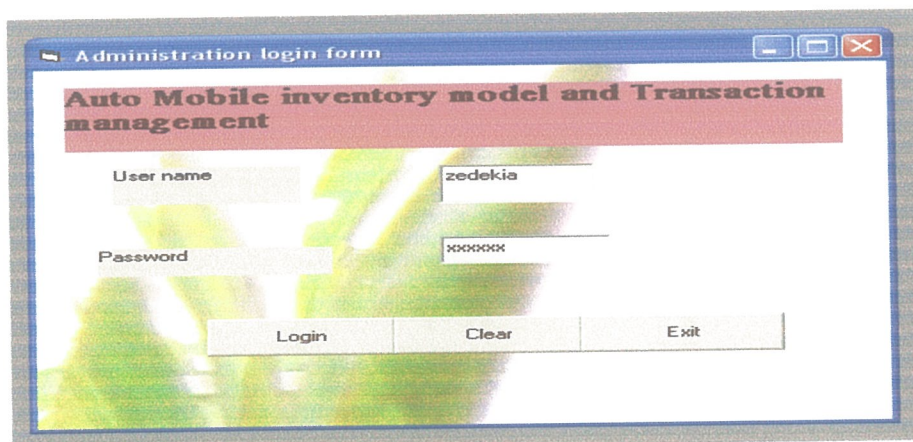 Administration login form
Auto Mobile inventory model and Transaction
management
User name
zedekia
Password
xxxxxx
Login Clear Exit